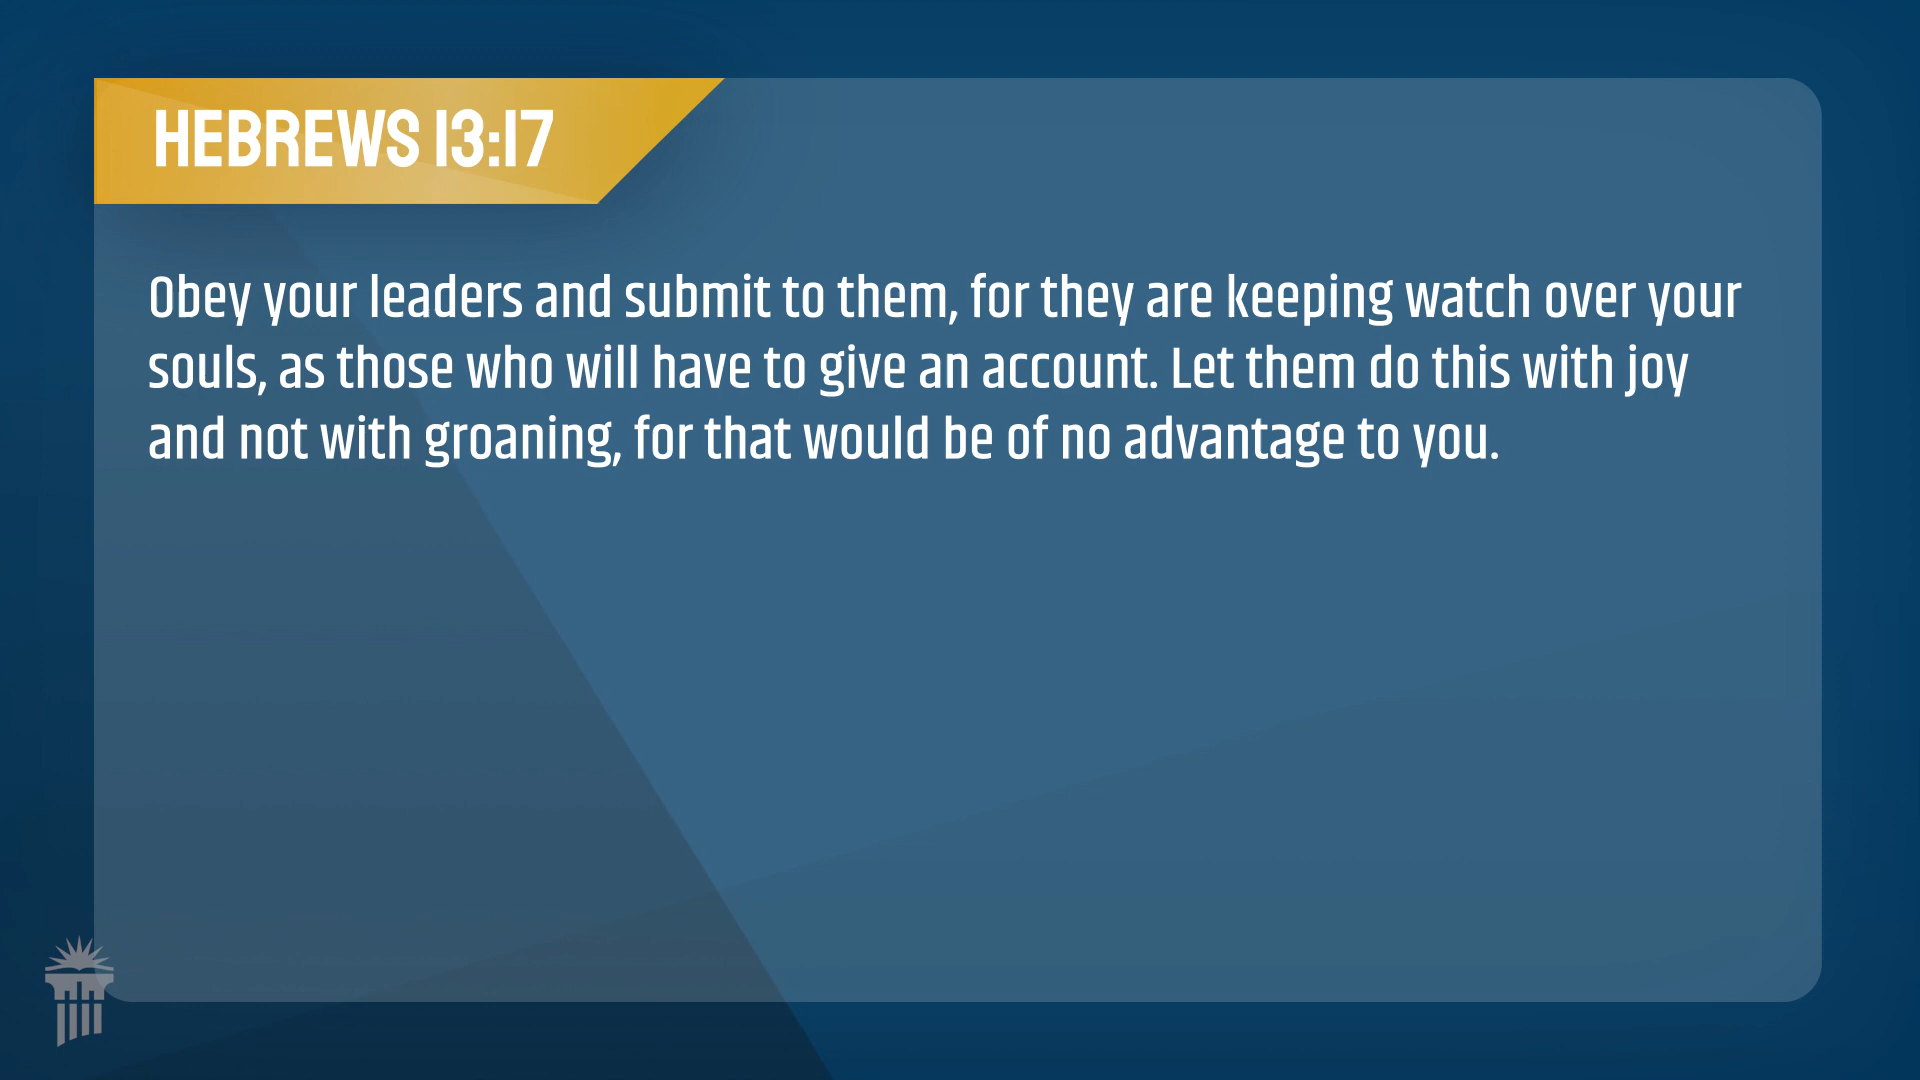 HEBREWS 13:17
Obey your leaders and submit to them, for they are keeping watch over your
souls, as those who will have to give an account. Let them do this with joy
and not with groaning, for that would be of no advantage to you.